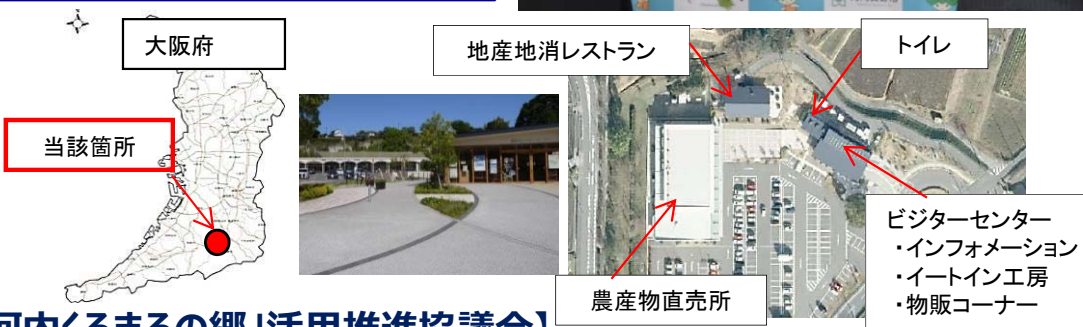 大阪府
当該箇所
地産地消レストラン
トイレ
農産物直売所
ビジターセンター
・インフォメーション
・イートイン工房
・物販コーナー
河内くろまろの郷」活用推進協議会】